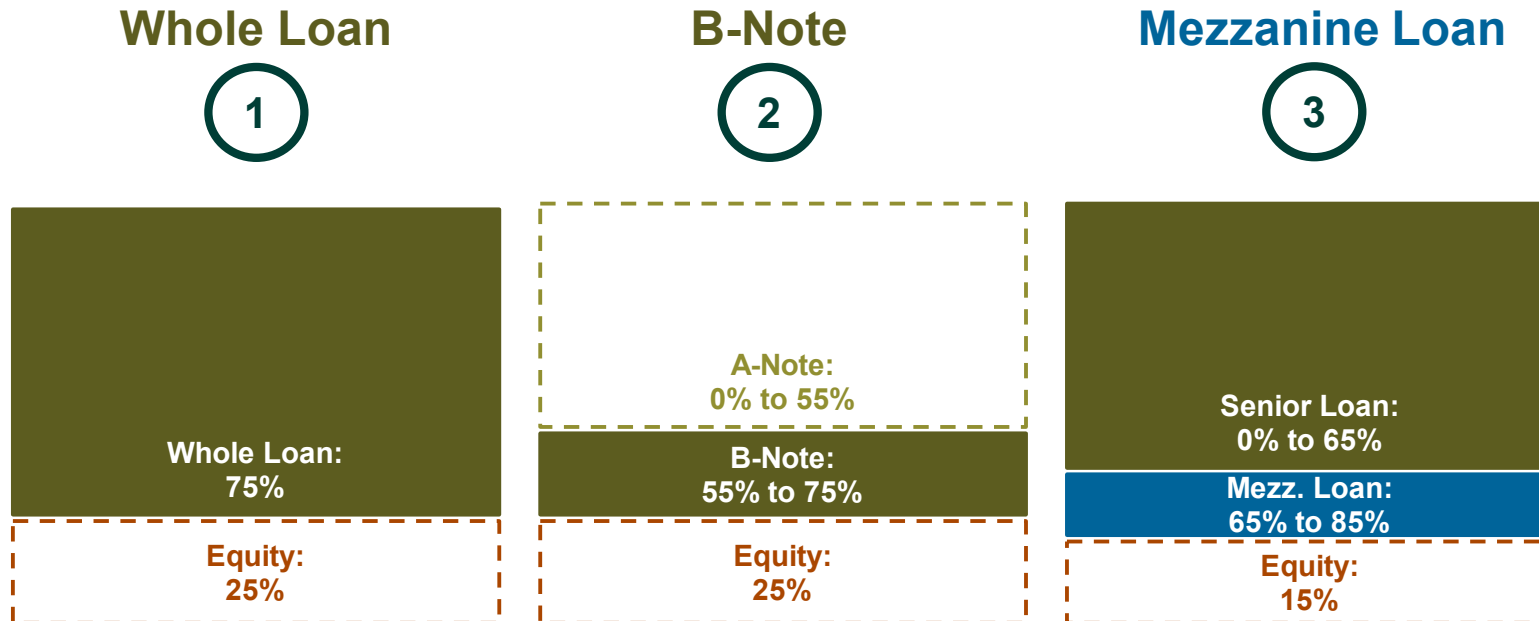 Whole Loan
1
Whole Loan:
75%
Equity:
25%
B-Note
2
A-Note:
0% to 55%
B-Note:
55% to 75%
Equity:
25%
Mezzanine Loan
3
Senior Loan:
0% to 65%
Mezz. Loan:
65% to 85%
Equity:
15%